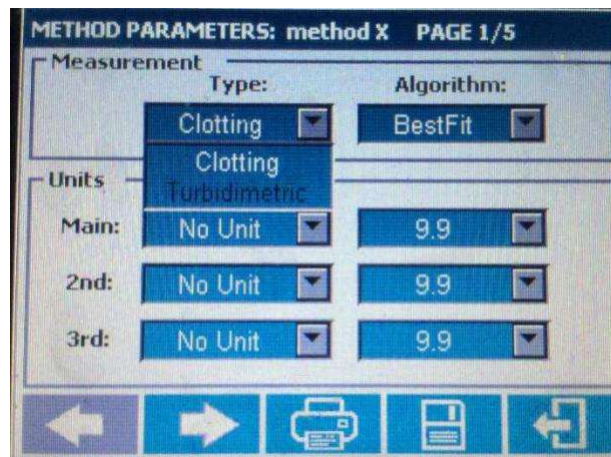 METHOD PARAMETERS: method X PAGE 1/5
Measurement
Type: Algorithm:
Clotting BestFit
Clotting
Turbidimetric
Units
Main: No Unit 9.9
2nd: No Unit 9.9
3rd: No Unit 9.9